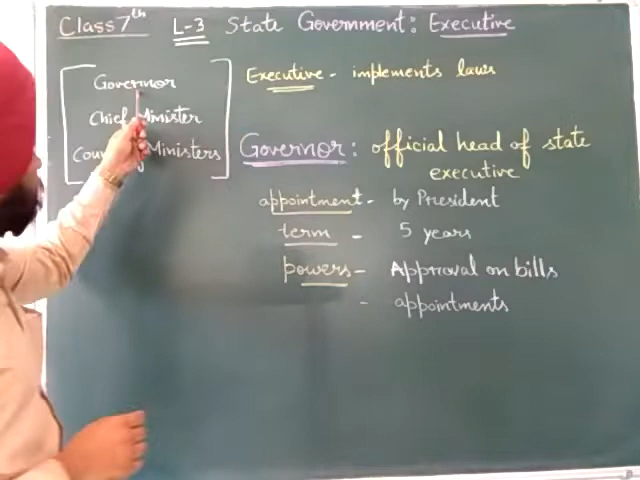 Class 7th L-3 State Government: Executive
Governor
Chief Minister
Ministers
Executive - implements laws
Governor: official head of state
executive
appointment - by President
term - 5 years
powers - Approval on bills
- appointments